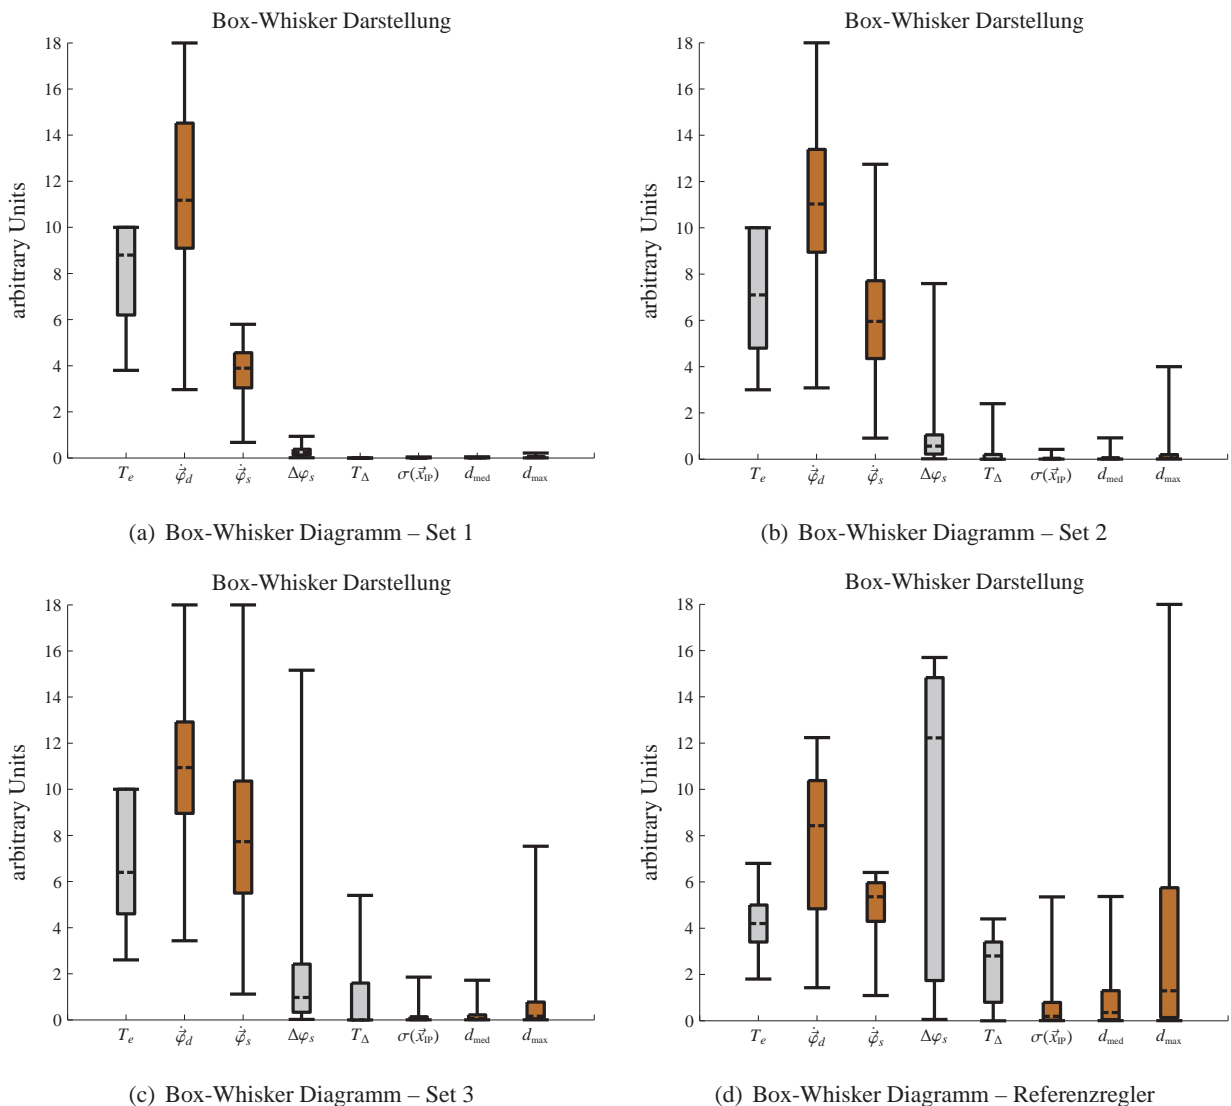 Box-Whisker Darstellung
arbitrary Units
18
16
14
12
10
8
6
4
2
0
T_e φ̇⃗_d φ̇⃗_s Δφ_s T_Δ σ(x⃗_IP) d_med d_max
(a) Box-Whisker Diagramm – Set 1
Box-Whisker Darstellung
arbitrary Units
18
16
14
12
10
8
6
4
2
0
T_e φ̇⃗_d φ̇⃗_s Δφ_s T_Δ σ(x⃗_IP) d_med d_max
(b) Box-Whisker Diagramm – Set 2
Box-Whisker Darstellung
arbitrary Units
18
16
14
12
10
8
6
4
2
0
T_e φ̇⃗_d φ̇⃗_s Δφ_s T_Δ σ(x⃗_IP) d_med d_max
(c) Box-Whisker Diagramm – Set 3
Box-Whisker Darstellung
arbitrary Units
18
16
14
12
10
8
6
4
2
0
T_e φ̇⃗_d φ̇⃗_s Δφ_s T_Δ σ(x⃗_IP) d_med d_max
(d) Box-Whisker Diagramm – Referenzregler